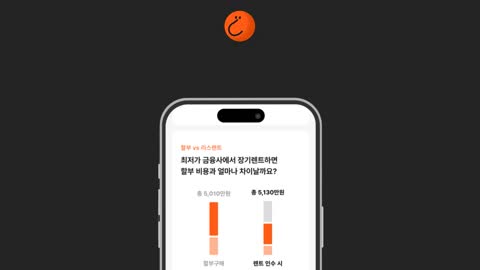 할부 vs 리스렌트
최저가 금융사에서 장기렌트하면
할부 비용과 얼마나 차이날까요?
총 5,010만원 총 5,130만원
할부구매 렌트 인수 시